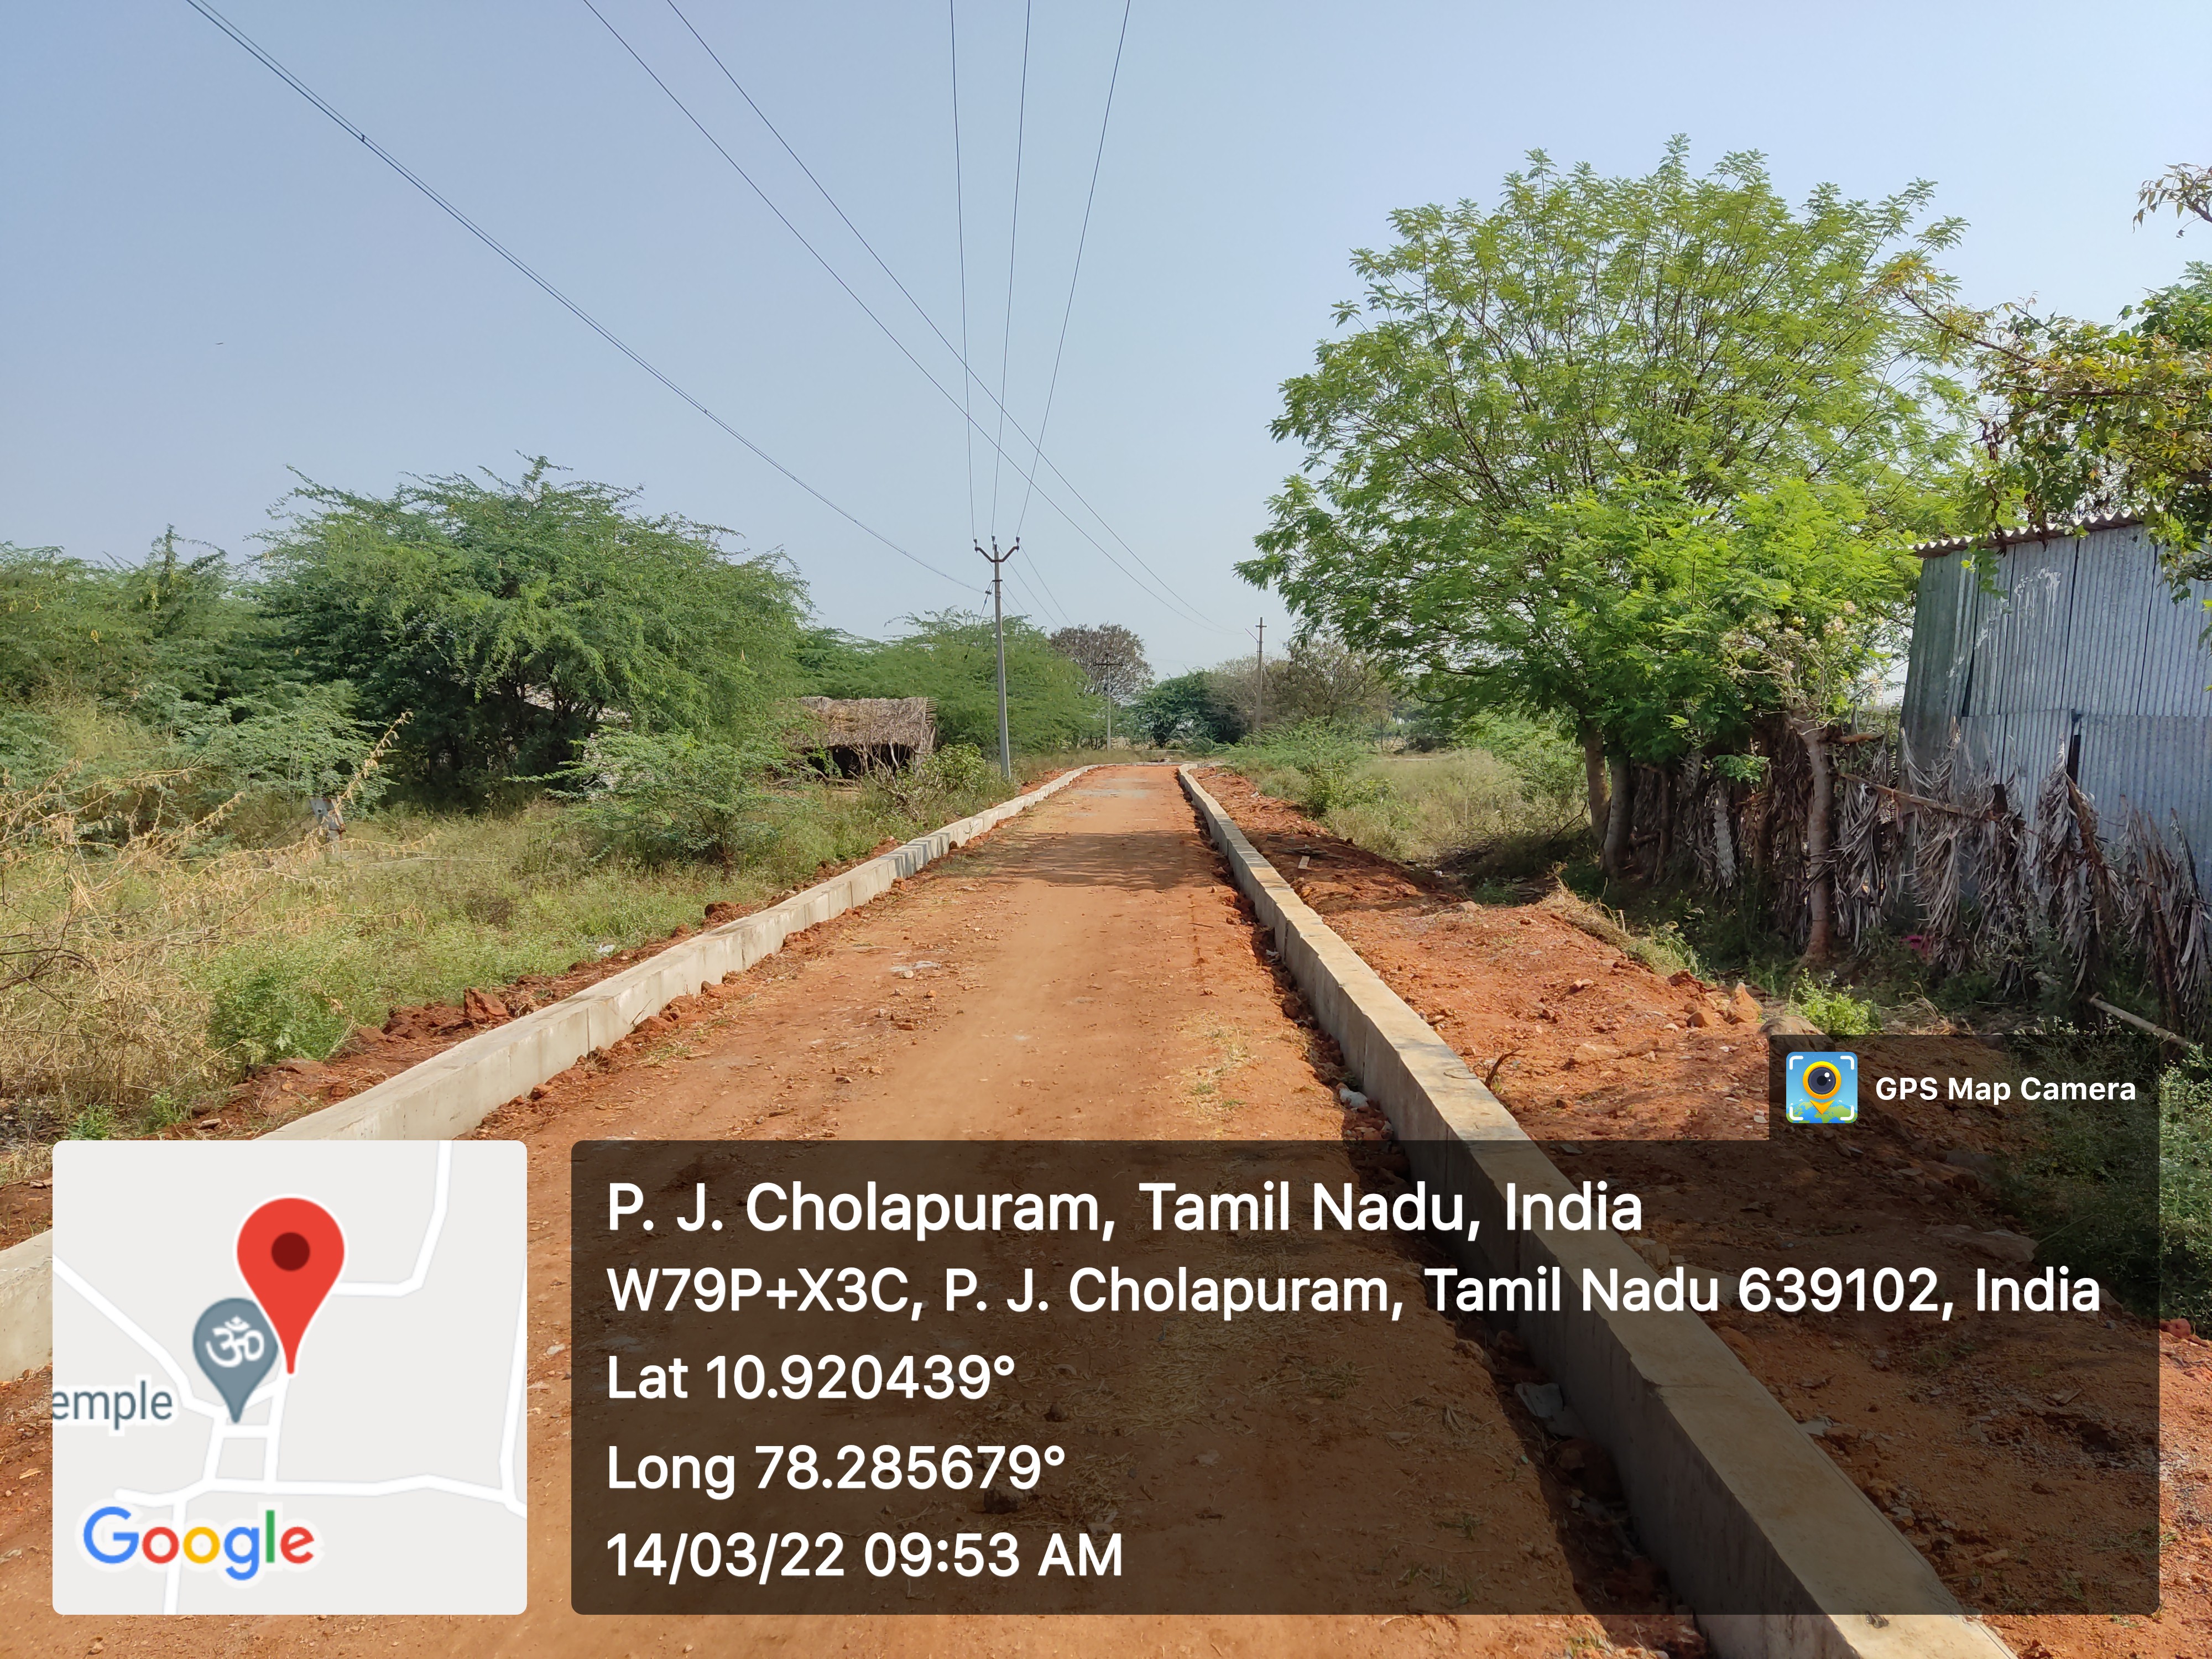 GPS Map Camera
P. J. Cholapuram, Tamil Nadu, India
W79P+X3C, P. J. Cholapuram, Tamil Nadu 639102, India
Lat 10.920439°
Long 78.285679°
14/03/22 09:53 AM
ॐ
emple
Google